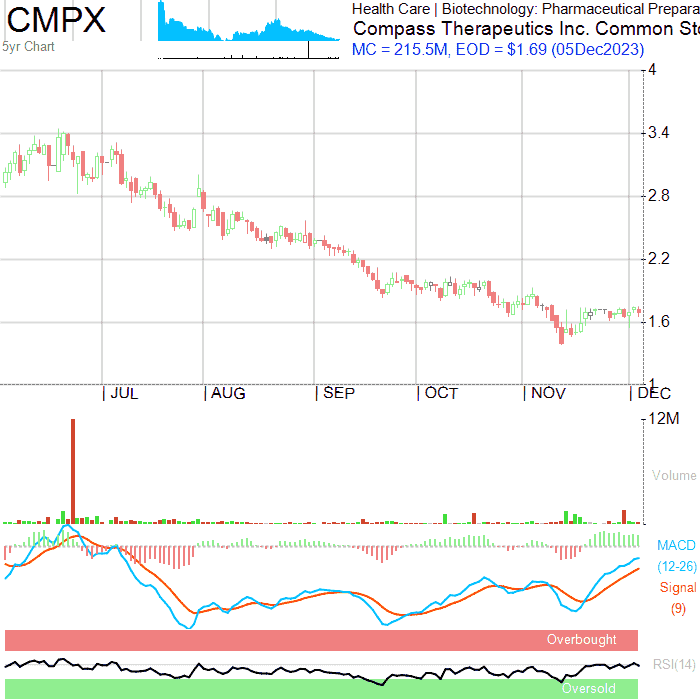 CMPX
5yr Chart
Health Care | Biotechnology: Pharmaceutical Prepara
Compass Therapeutics Inc. Common Sto
MC = 215.5M, EOD = $1.69 (05Dec2023)
4
3.4
2.8
2.2
1.6
1
| JUL | AUG | SEP | OCT | NOV | DEC
12M
Volume
MACD
(12-26)
Signal
(9)
Overbought
RSI(14)
Oversold